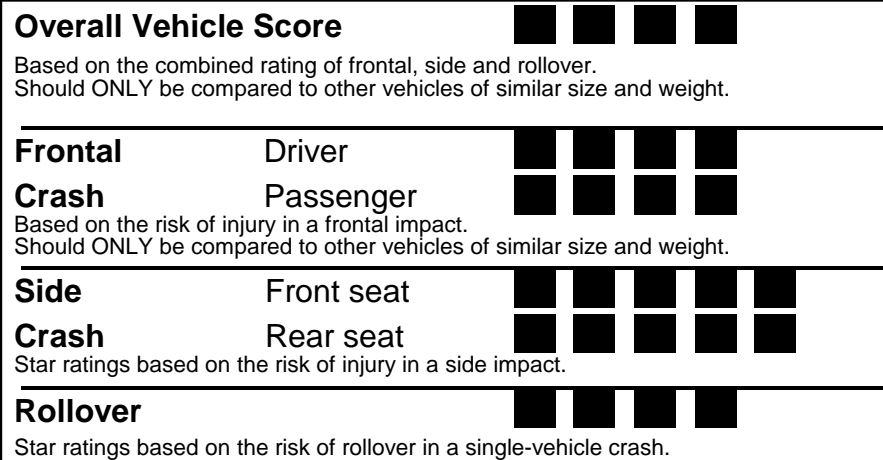 Overall Vehicle Score
Based on the combined rating of frontal, side and rollover.
Should ONLY be compared to other vehicles of similar size and weight.
Frontal Driver
Crash Passenger
Based on the risk of injury in a frontal impact.
Should ONLY be compared to other vehicles of similar size and weight.
Side Front seat
Crash Rear seat
Star ratings based on the risk of injury in a side impact.
Rollover
Star ratings based on the risk of rollover in a single-vehicle crash.